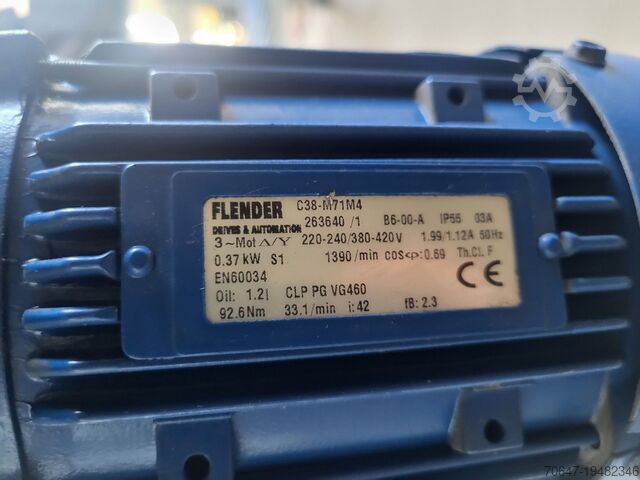 FLENDER C38-M71M4
DRIVES & AUTOMATION 263640 /1 B6-00-A IP55 03A
3~Mot Δ/Y 220-240/380-420V 1.99/1.12A 50Hz
0.37 kW S1 1390/min cosφ: 0.69 Th.Cl. F
EN60034
Oil: 1.2l CLP PG VG460
92.6Nm 33.1/min i: 42 fB: 2.3
CE
70647-19482346